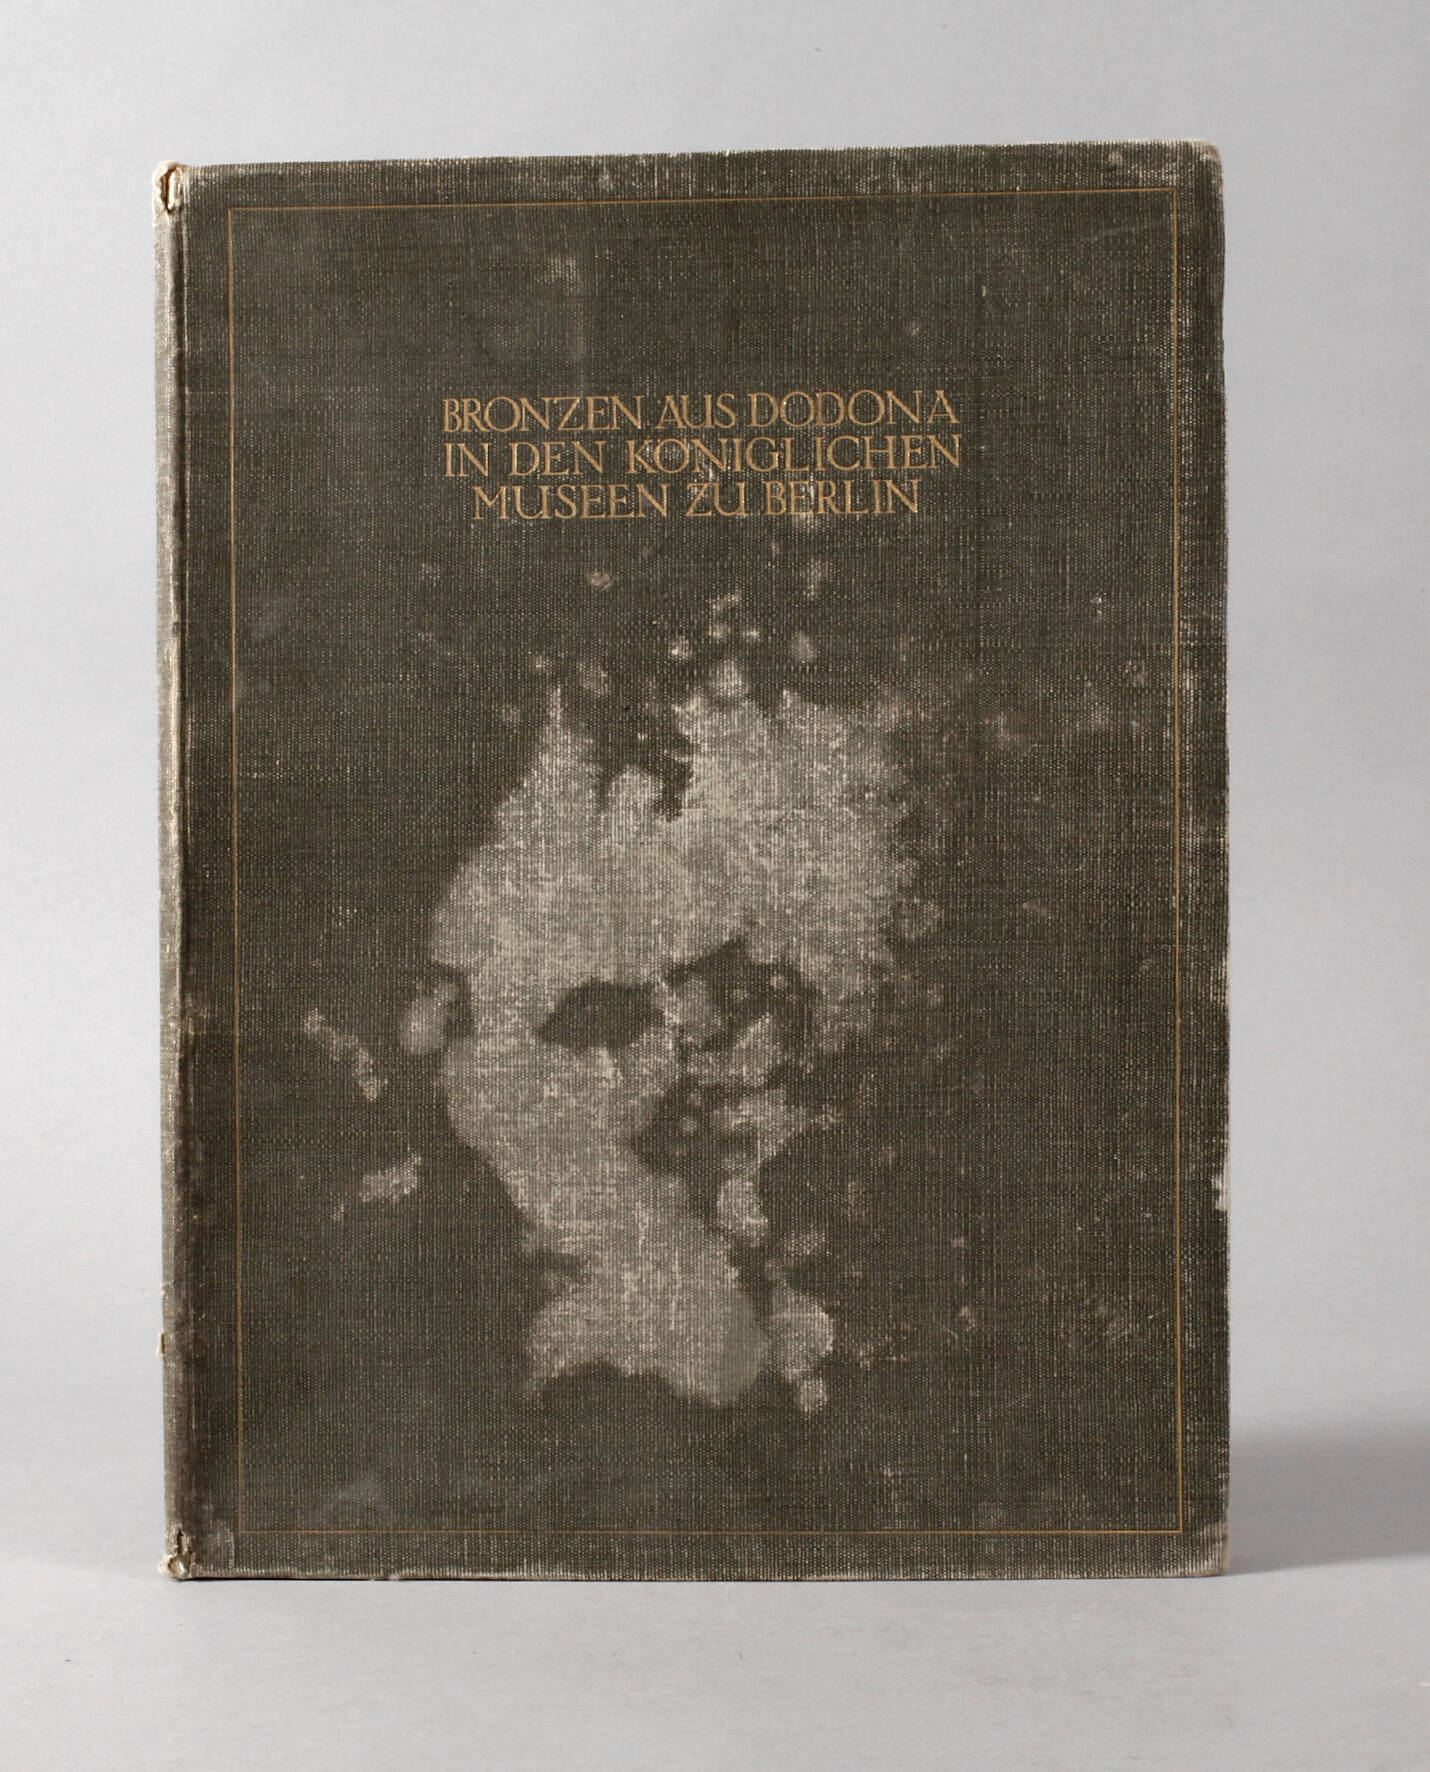 BRONZEN AUS DODONA
IN DEN KÖNIGLICHEN
MUSEEN ZU BERLIN